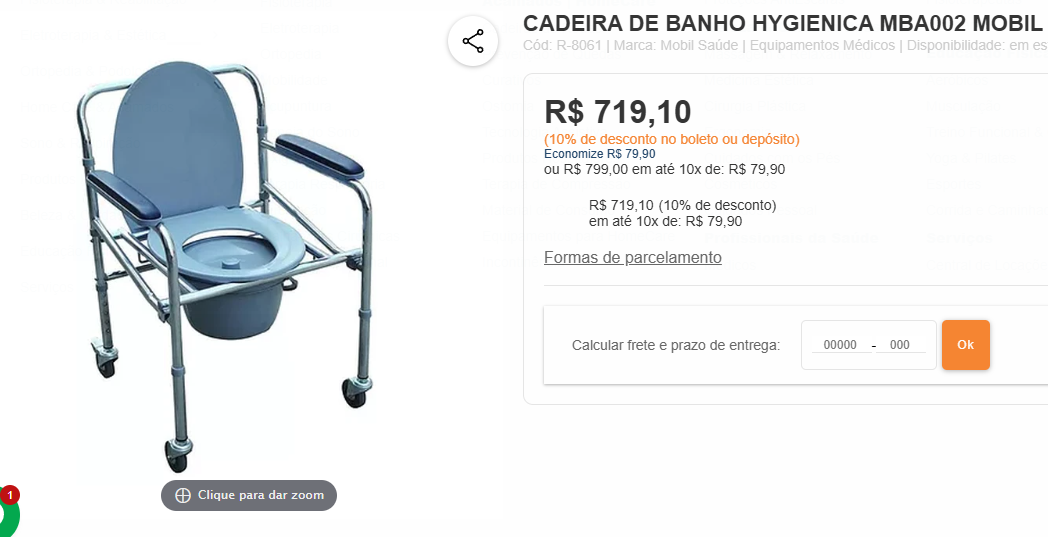 CADEIRA DE BANHO HYGIENICA MBA002 MOBIL
Cód: R-8061 | Marca: Mobil Saúde | Equipamentos Médicos | Disponibilidade: em es
R$ 719,10
(10% de desconto no boleto ou depósito)
Economize R$ 79,90
ou R$ 799,00 em até 10x de: R$ 79,90
R$ 719,10 (10% de desconto)
em até 10x de: R$ 79,90
Formas de parcelamento
Calcular frete e prazo de entrega: 00000 - 000 Ok
Clique para dar zoom
1